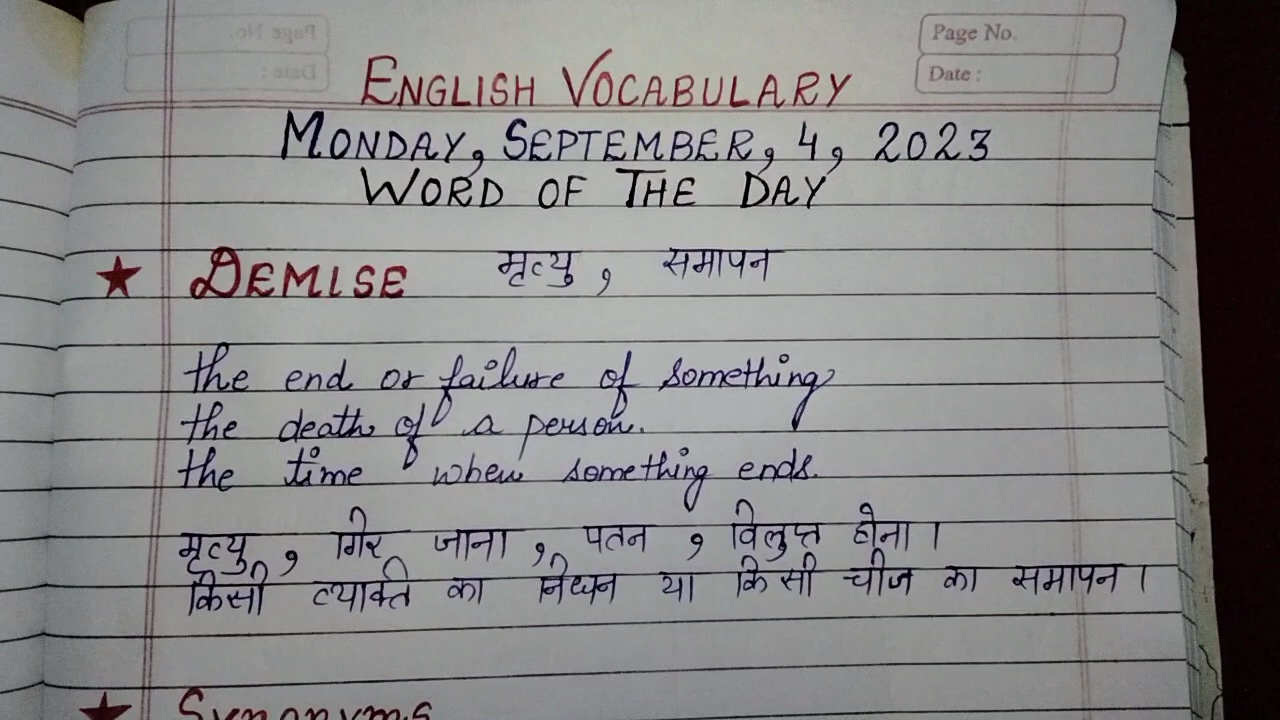 Page No.
Date :
ENGLISH VOCABULARY
MONDAY, SEPTEMBER, 4, 2023
WORD OF THE DAY
★ DEMISE मृत्यु, समापन
the end or failure of something
the death of a person.
the time when something ends.
मृत्यु, गिर जाना, पतन, विलुप्त होना।
किसी व्यक्ति का निधन या किसी चीज का समापन।
★ Synonyms